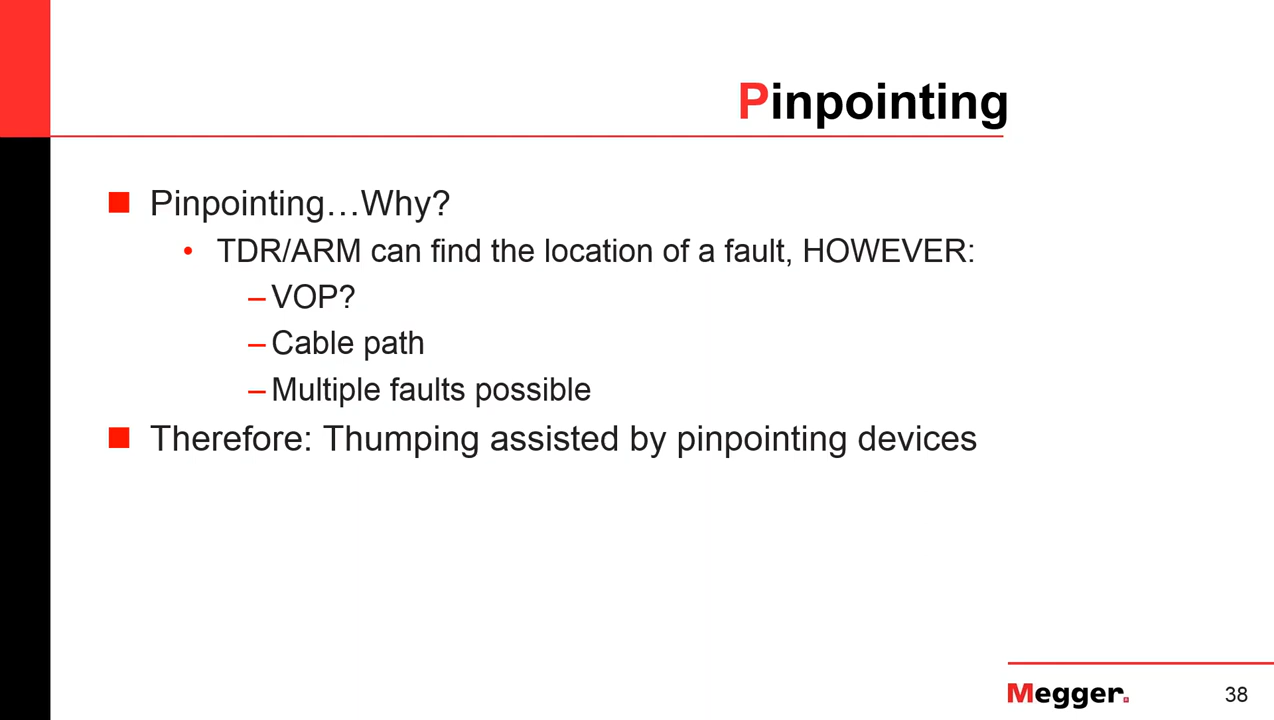 Pinpointing
Pinpointing…Why?
• TDR/ARM can find the location of a fault, HOWEVER:
– VOP?
– Cable path
– Multiple faults possible
Therefore: Thumping assisted by pinpointing devices
Megger.
38